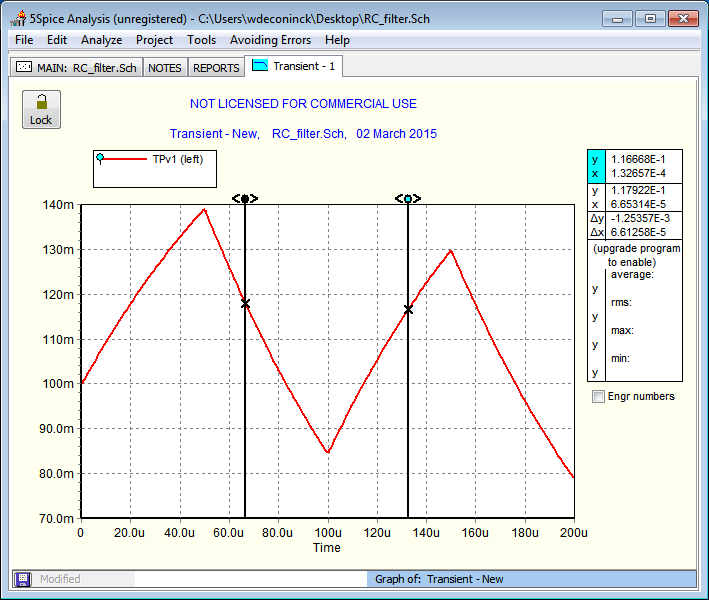 5Spice Analysis (unregistered) - C:\Users\wdeconinck\Desktop\RC_filter.Sch
File Edit Analyze Project Tools Avoiding Errors Help
MAIN: RC_filter.Sch NOTES REPORTS Transient - 1
Lock
NOT LICENSED FOR COMMERCIAL USE
Transient - New, RC_filter.Sch, 02 March 2015
TPv1 (left)
140m
130m
120m
110m
100m
90.0m
80.0m
70.0m
0 20.0u 40.0u 60.0u 80.0u 100u 120u 140u 160u 180u 200u
Time
y 1.16668E-1
x 1.32657E-4
y 1.17922E-1
x 6.65314E-5
Δy -1.25357E-3
Δx 6.61258E-5
(upgrade program
to enable)
average:
y
rms:
y
max:
y
min:
y
Engr numbers
Modified
Graph of: Transient - New